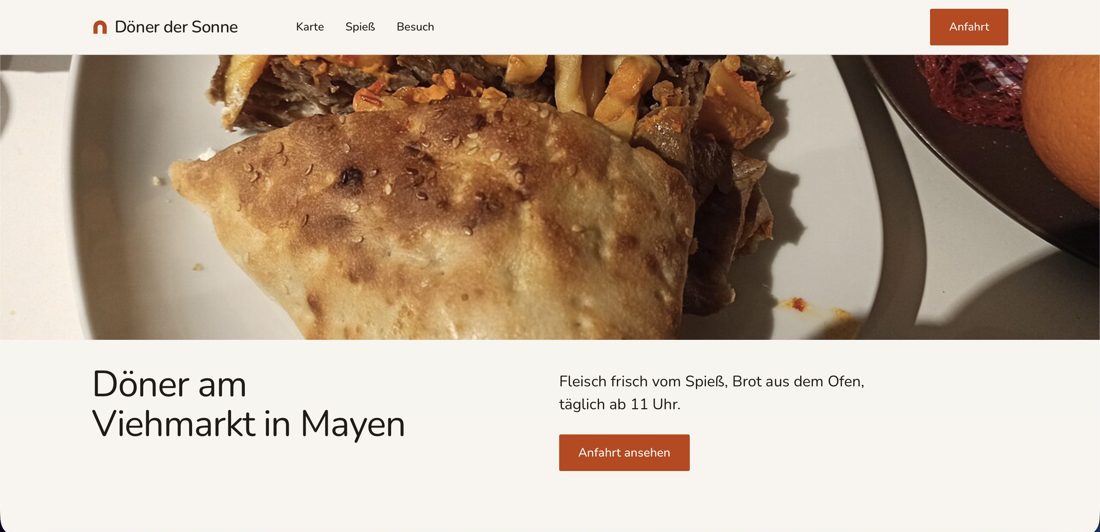 Döner der Sonne
Karte
Spieß
Besuch
Anfahrt
Döner am
Viehmarkt in Mayen
Fleisch frisch vom Spieß, Brot aus dem Ofen,
täglich ab 11 Uhr.
Anfahrt ansehen